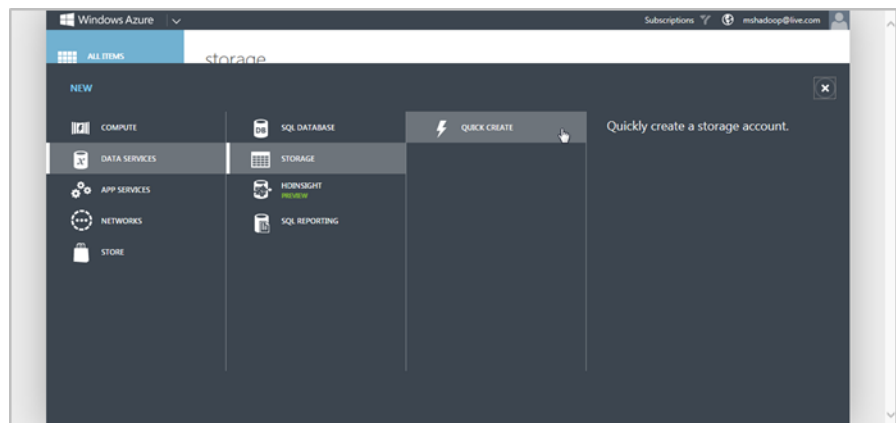 Windows Azure
Subscriptions
mshadoop@live.com
ALL ITEMS
storage
NEW
COMPUTE
DATA SERVICES
APP SERVICES
NETWORKS
STORE
DB
SQL DATABASE
STORAGE
HDINSIGHT
PREVIEW
SQL REPORTING
QUICK CREATE
Quickly create a storage account.